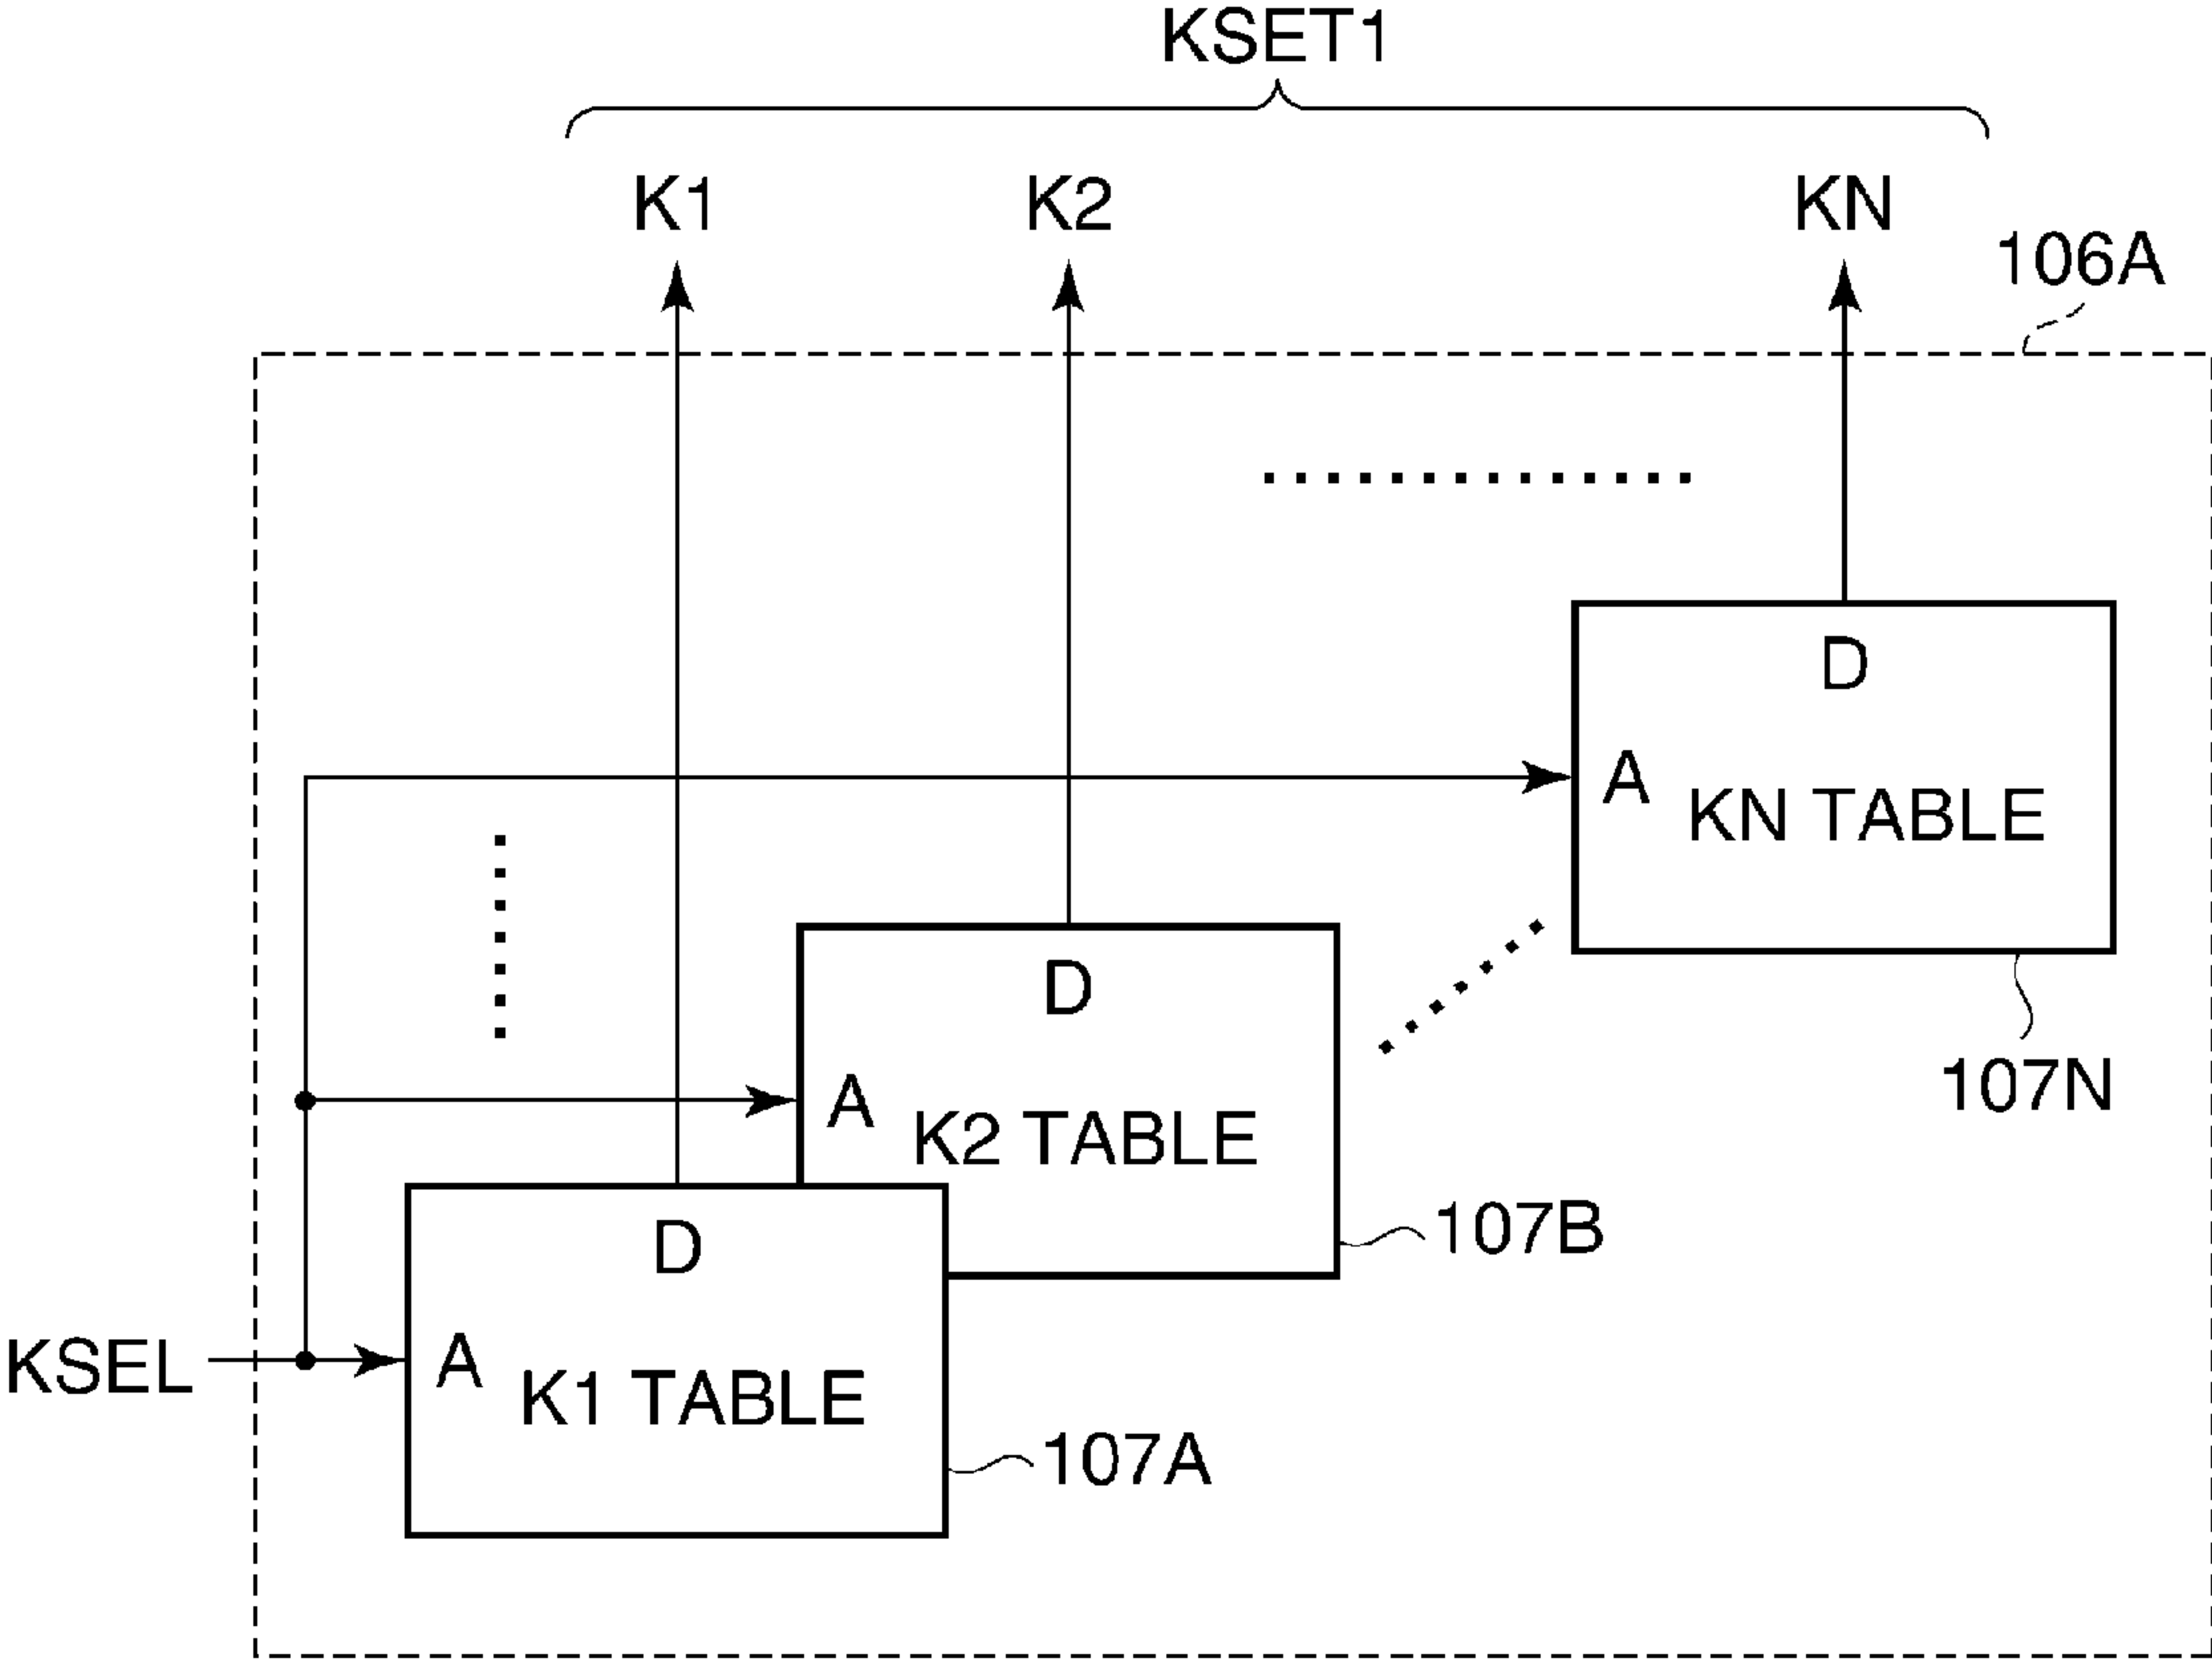 KSET1
K1 K2 KN
106A
D
A
KN TABLE
D
A
K2 TABLE
107N
107B
D
KSEL
A
K1 TABLE
107A